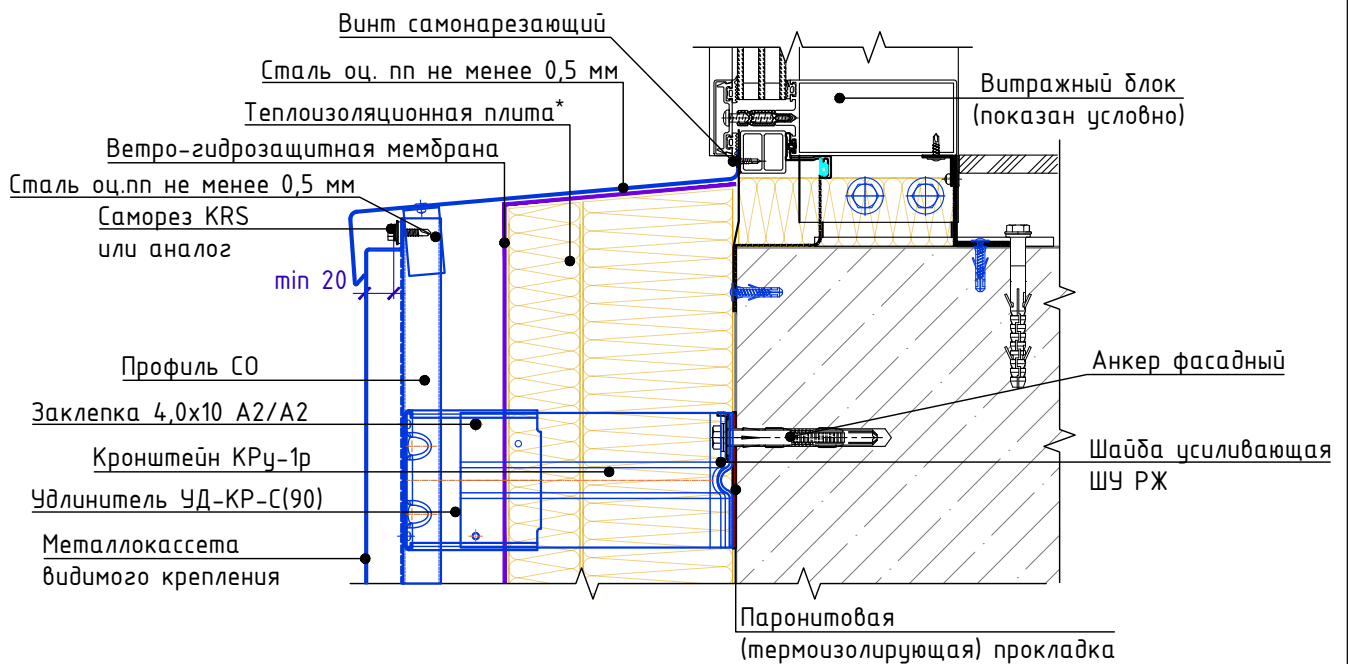 Винт самонарезающий
Сталь оц. пп не менее 0,5 мм
Теплоизоляционная плита*
Ветро-гидрозащитная мембрана
Сталь оц.пп не менее 0,5 мм
Саморез KRS
или аналог
min 20
Профиль СО
Заклепка 4,0х10 А2/А2
Кронштейн КРу-1р
Удлинитель УД-КР-С(90)
Металлокассета
видимого крепления
Витражный блок
(показан условно)
Анкер фасадный
Шайба усиливающая
ШУ РЖ
Паронитовая
(термоизолирующая) прокладка